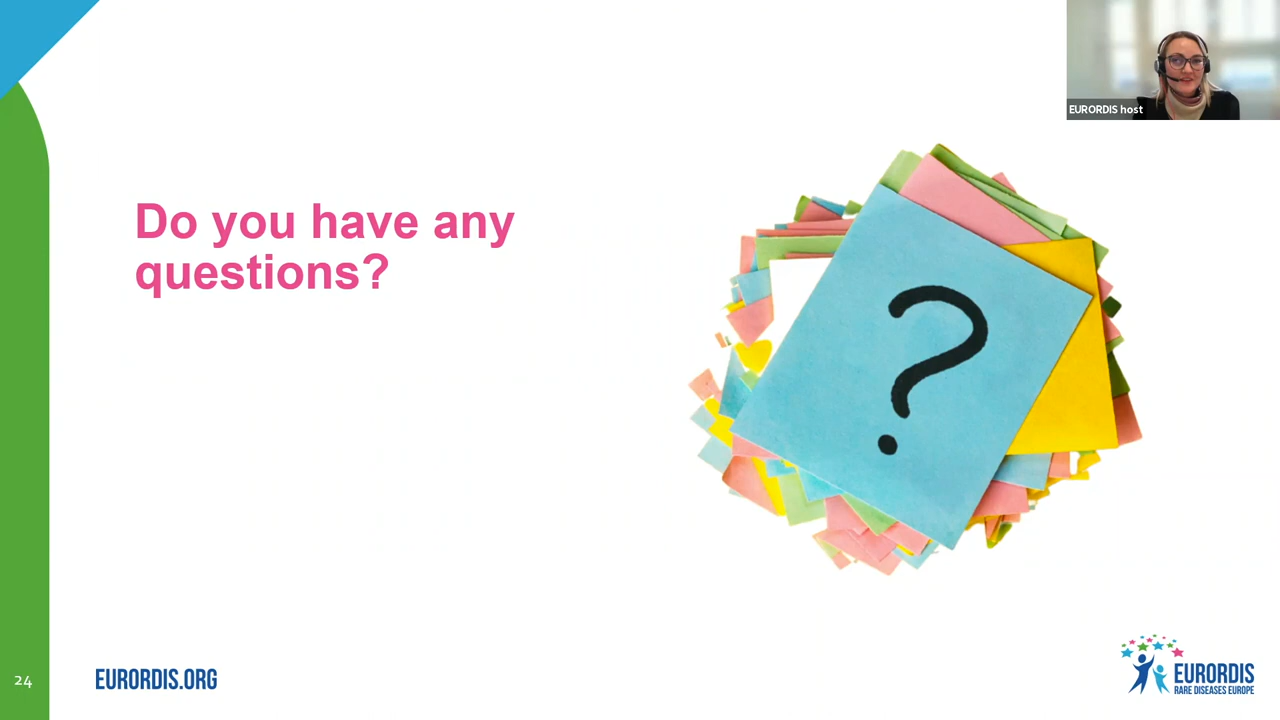 EURORDIS host
Do you have any
questions?
?
24
EURORDIS.ORG
EURORDIS
RARE DISEASES EUROPE